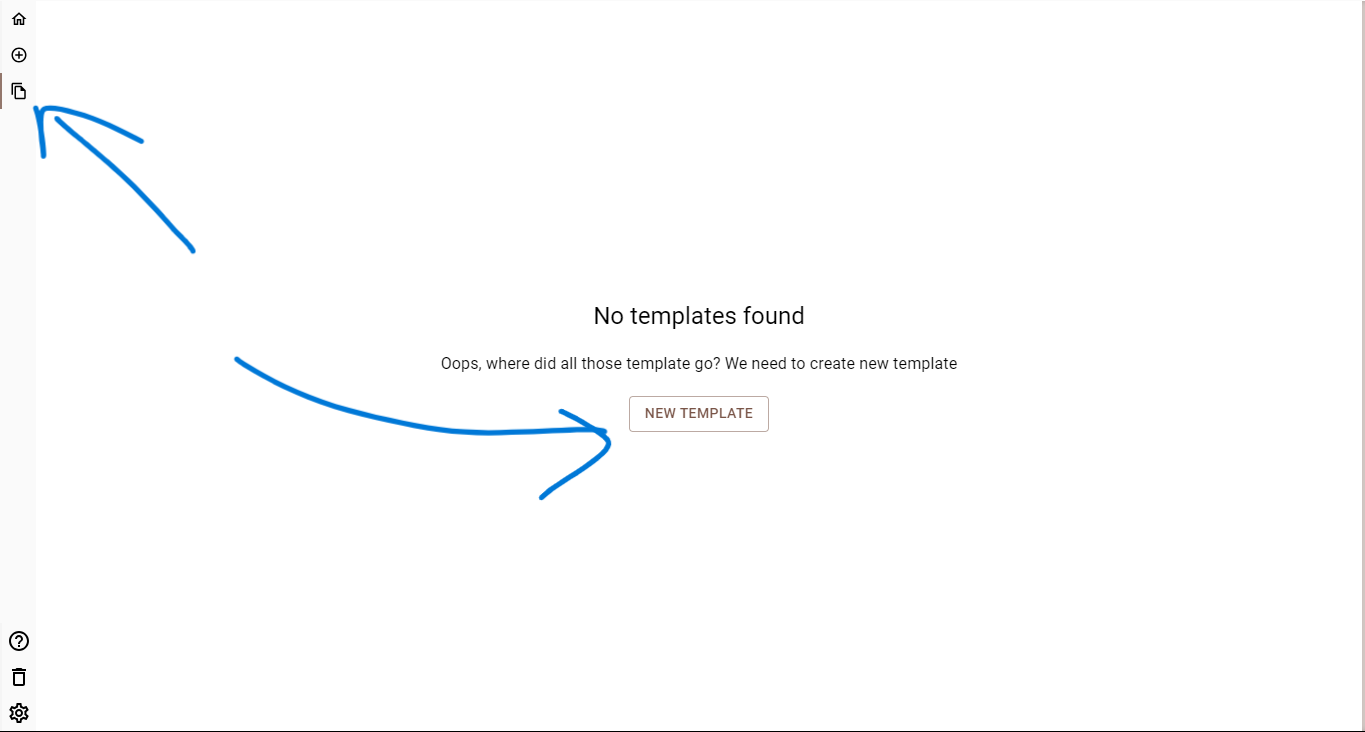 No templates found
Oops, where did all those template go? We need to create new template
NEW TEMPLATE